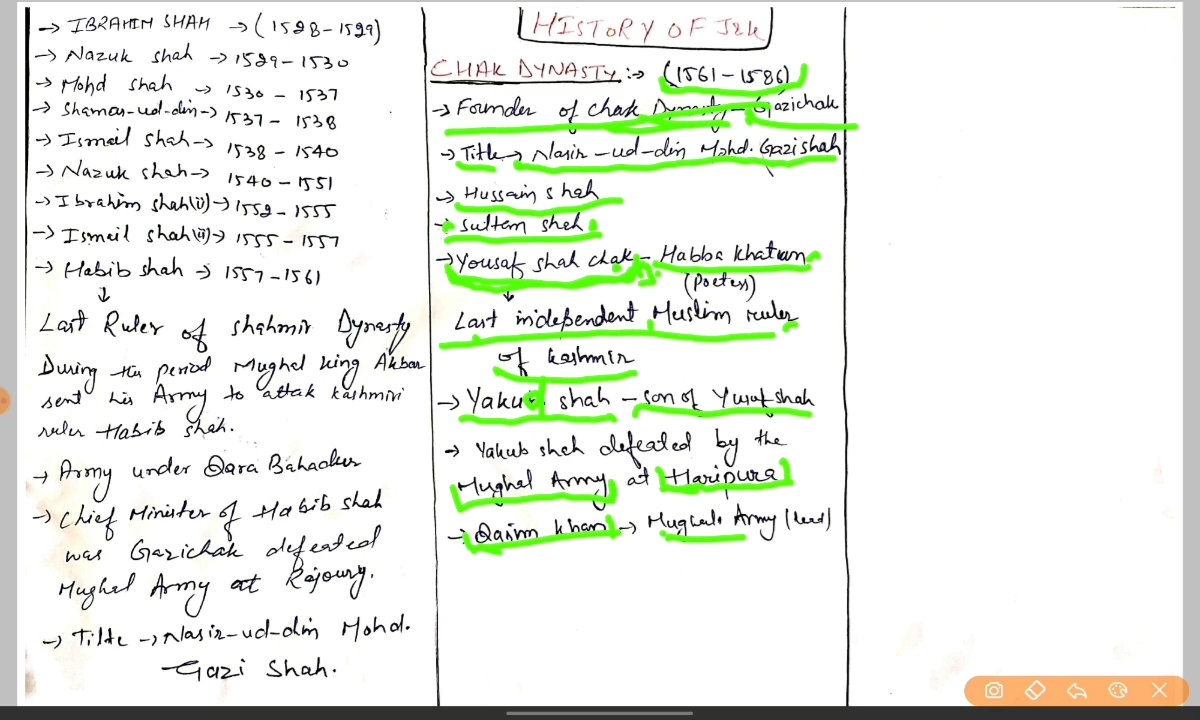 → IBRAHIM SHAH → (1528-1529)
→ Nazuk shah → 1529-1530
→ Mohd shah → 1530 - 1537
→ Shamas-ud-din → 1537 - 1538
→ Ismail shah → 1538 - 1540
→ Nazuk shah → 1540 - 1551
→ Ibrahim shah(ii) → 1552 - 1555
→ Ismail shah(ii) → 1555 - 1557
→ Habib shah → 1557-1561
↓
Last Ruler of shahmir Dynasty
During the period Mughal king Akbar
sent his Army to attak kashmiri
ruler Habib shah.
→ Army under Qara Bahadur
→ Chief Minister of Habib shah
was Gazichak defeated
Mughal Army at Rajoury.
→ Tilte → Nasir-ud-din Mohd.
Gazi Shah.
HISTORY OF J&K
CHAK DYNASTY :→ (1561-1586)
→ Founder of chak Dynasty - Gazichak
→ Title → Nasir-ud-din Mohd. Gazi shah
→ Hussain shah
→ Sultan shah
→ Yousaf shah chak - Habba Khatun
(Poetess)
↓
Last independent Muslim ruler
of kashmir
→ Yakub shah - son of Yusuf shah
→ Yakub shah defeated by the
Mughal Army at Haripura
→ Qasim khan → Mughals Army (lead)